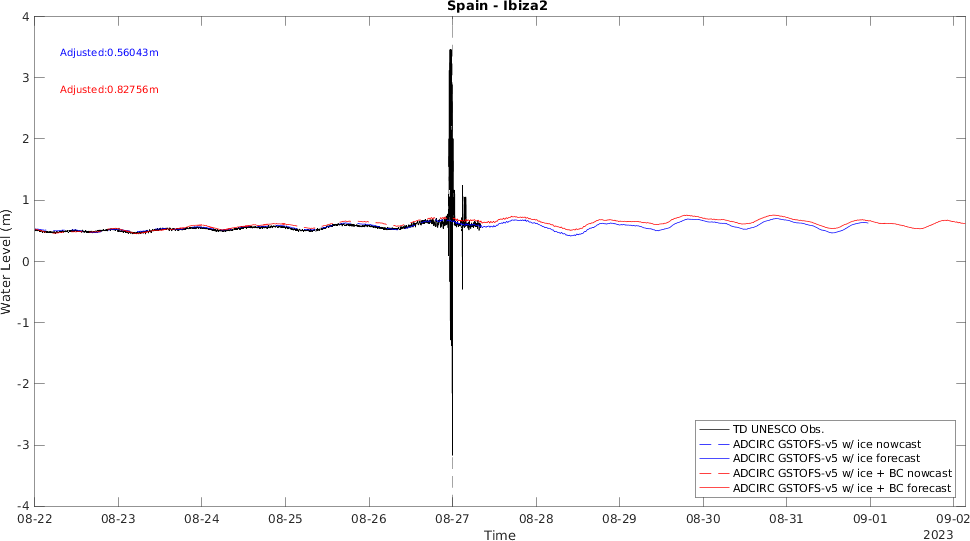 Spain - Ibiza2
Adjusted:0.56043m
Adjusted:0.82756m
Water Level (m)
4
3
2
1
0
-1
-2
-3
-4
TD UNESCO Obs.
ADCIRC GSTOFS-v5 w/ ice nowcast
ADCIRC GSTOFS-v5 w/ ice forecast
ADCIRC GSTOFS-v5 w/ ice + BC nowcast
ADCIRC GSTOFS-v5 w/ ice + BC forecast
08-22 08-23 08-24 08-25 08-26 08-27 08-28 08-29 08-30 08-31 09-01 09-02
Time
2023